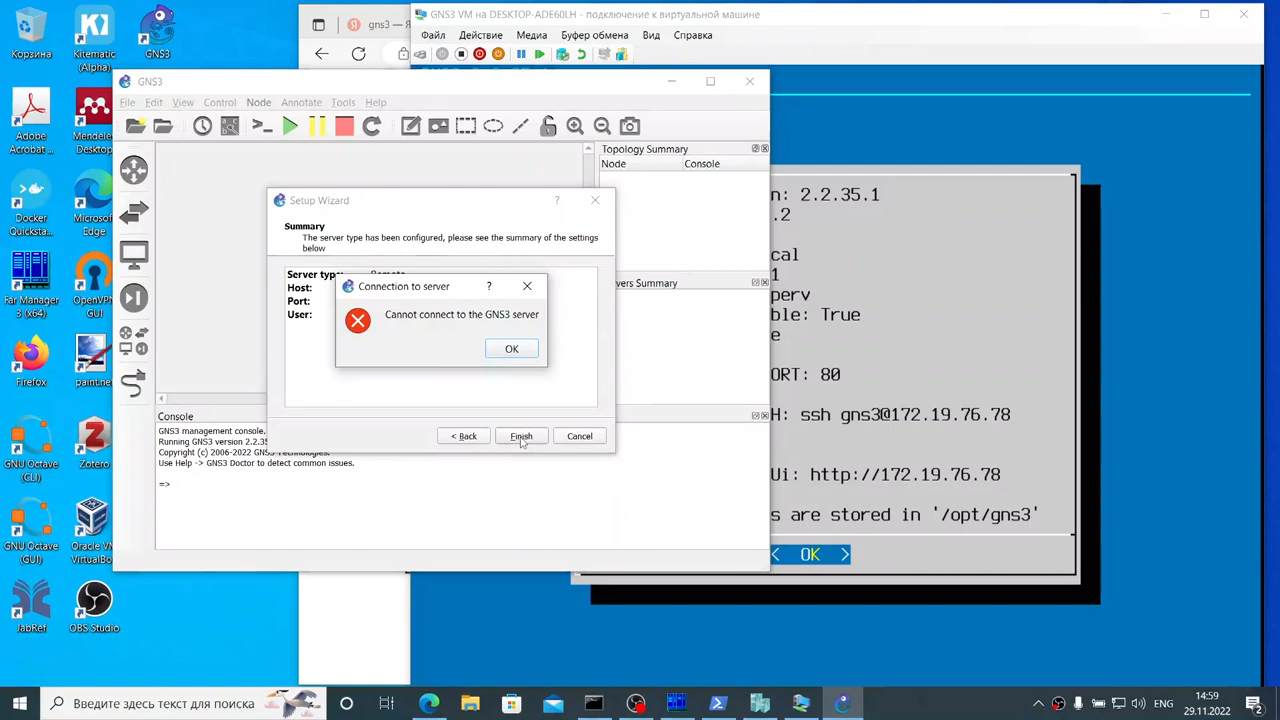 Корзина
Kitematic
(Alpha)
GNS3
Adobe
Acrobat ...
Mendele...
Desktop
Docker
Quicksta...
Microsoft
Edge
Far Manager
3 (x64)
OpenVPN
GUI
Firefox
paint.ne
GNU Octave
(CLI)
Zotero
GNU Octave
(GUI)
Oracle VM
VirtualBo
JabRef
OBS Studio
gns3 — Я
GNS3 VM на DESKTOP-ADE60LH - подключение к виртуальной машине
Файл Действие Медиа Буфер обмена Вид Справка
GNS3
File Edit View Control Node Annotate Tools Help
Topology Summary
Node Console
vers Summary
Setup Wizard
Summary
The server type has been configured, please see the summary of the settings
below
Server type:
Host:
Port:
User:
Connection to server
Cannot connect to the GNS3 server
OK
< Back Finish Cancel
Console
GNS3 management console.
Running GNS3 version 2.2.35
Copyright (c) 2006-2022 GNS3 Technologies.
Use Help -> GNS3 Doctor to detect common issues.
=>
n: 2.2.35.1
.2
cal
1
perv
ble: True
e
ORT: 80
H: ssh gns3@172.19.76.78
Ui: http://172.19.76.78
s are stored in '/opt/gns3'
< OK >
Введите здесь текст для поиска
ENG
14:59
29.11.2022
2